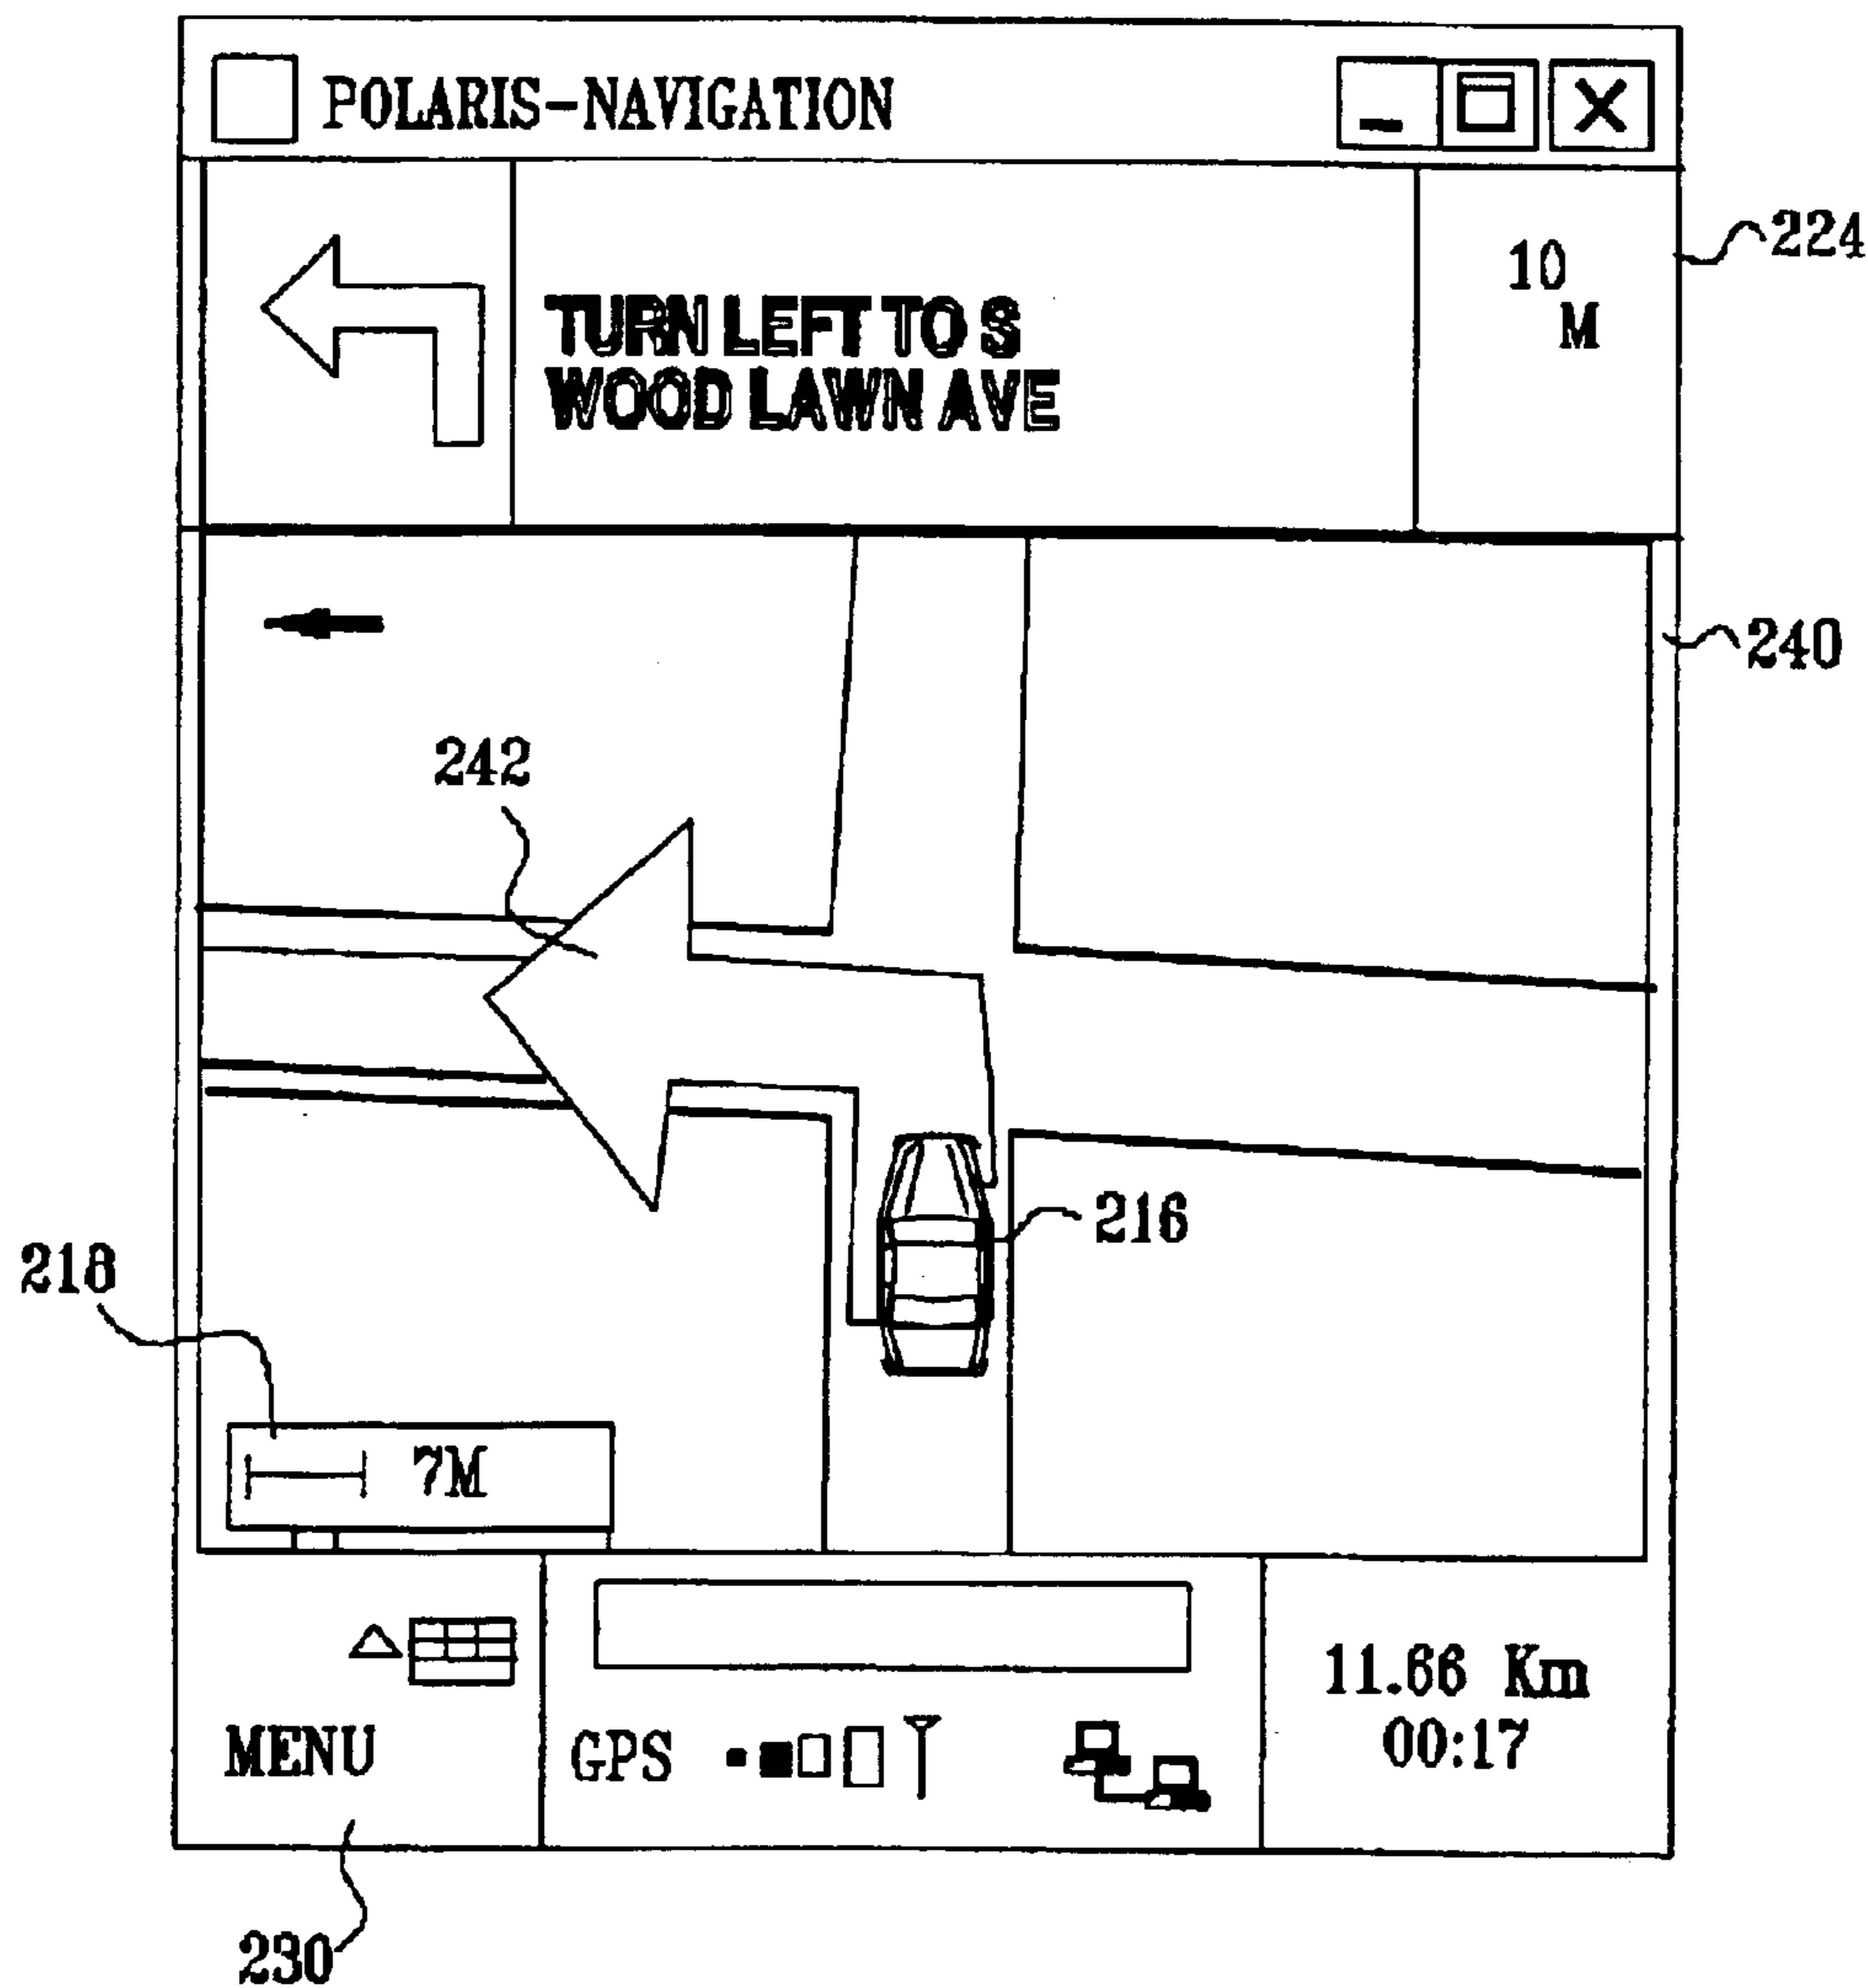 POLARIS-NAVIGATION
224
10
M
TURN LEFT TO S
WOOD LAWN AVE
240
242
216
218
7M
11.66 Km
MENU
GPS
00:17
230